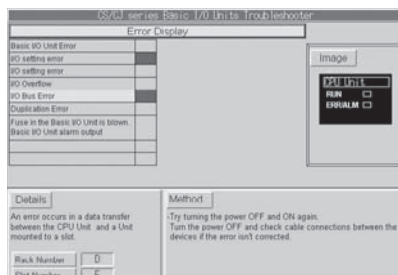 CS/CJ series Basic I/O Units Troubleshooter
Error Display
Basic I/O Unit Error
I/O setting error
I/O setting error
I/O Overflow
I/O Bus Error
Duplication Error
Fuse in the Basic I/O Unit is blown.
Basic I/O Unit alarm output
Image
CPU Unit
RUN
ERR/ALM
Details
An error occurs in a data transfer
between the CPU Unit and a Unit
mounted to a slot.
Rack Number 0
Slot Number 5
Method
-Try turning the power OFF and ON again.
Turn the power OFF and check cable connections between the
devices if the error isn't corrected.